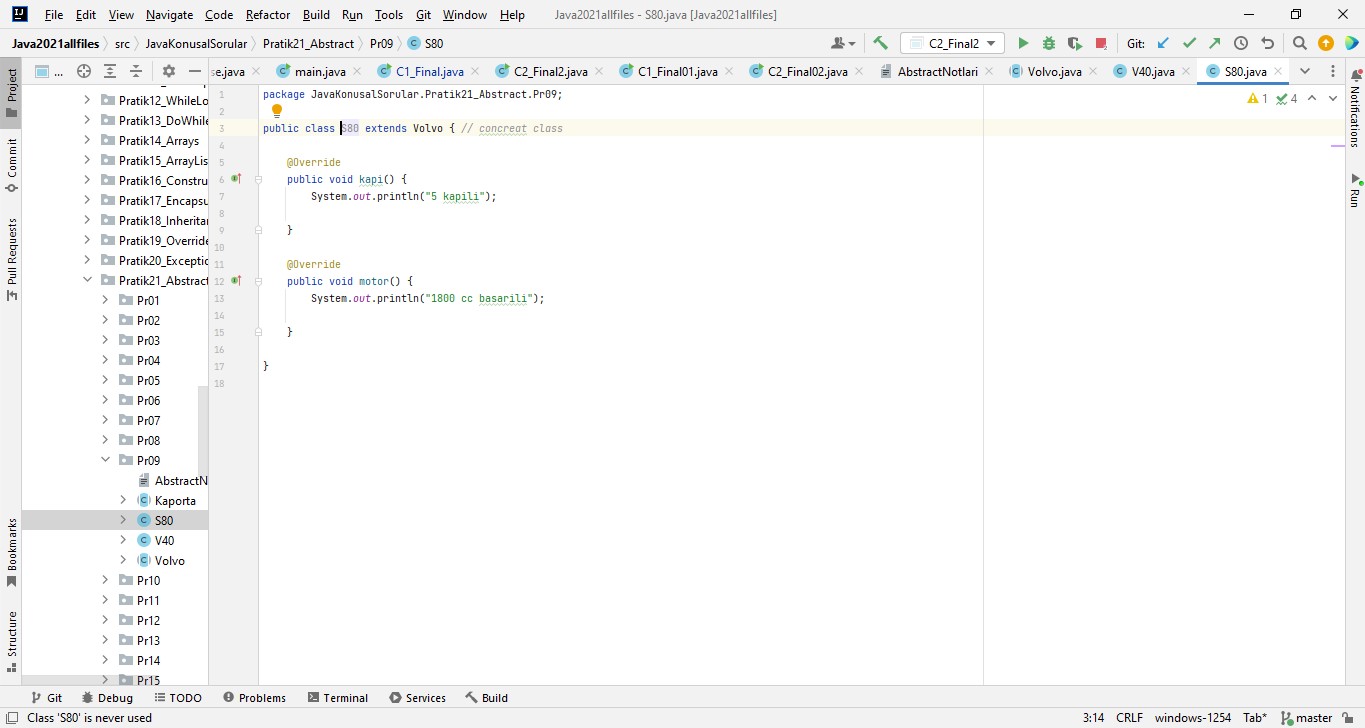 File Edit View Navigate Code Refactor Build Run Tools Git Window Help Java2021allfiles - S80.java [Java2021allfiles]
Java2021allfiles src JavaKonusalSorular Pratik21_Abstract Pr09 S80 C2_Final2 Git:
... se.java main.java C1_Final.java C2_Final2.java C1_Final01.java C2_Final02.java AbstractNotlari Volvo.java V40.java S80.java
Project
Commit
Pull Requests
Bookmarks
Structure
Pratik12_WhileLo
Pratik13_DoWhile
Pratik14_Arrays
Pratik15_ArrayLis
Pratik16_Constru
Pratik17_Encapsu
Pratik18_Inheritar
Pratik19_Override
Pratik20_Exceptic
Pratik21_Abstract
Pr01
Pr02
Pr03
Pr04
Pr05
Pr06
Pr07
Pr08
Pr09
AbstractN
Kaporta
S80
V40
Volvo
Pr10
Pr11
Pr12
Pr13
Pr14
Pr15
1 package JavaKonusalSorular.Pratik21_Abstract.Pr09;
2
3 public class S80 extends Volvo { // concreat class
4
5 @Override
6 public void kapi() {
7 System.out.println("5 kapili");
8
9 }
10
11 @Override
12 public void motor() {
13 System.out.println("1800 cc basarili");
14
15 }
16
17 }
18
1 4
Notifications
Run
Git Debug TODO Problems Terminal Services Build
Class 'S80' is never used 3:14 CRLF windows-1254 Tab* master